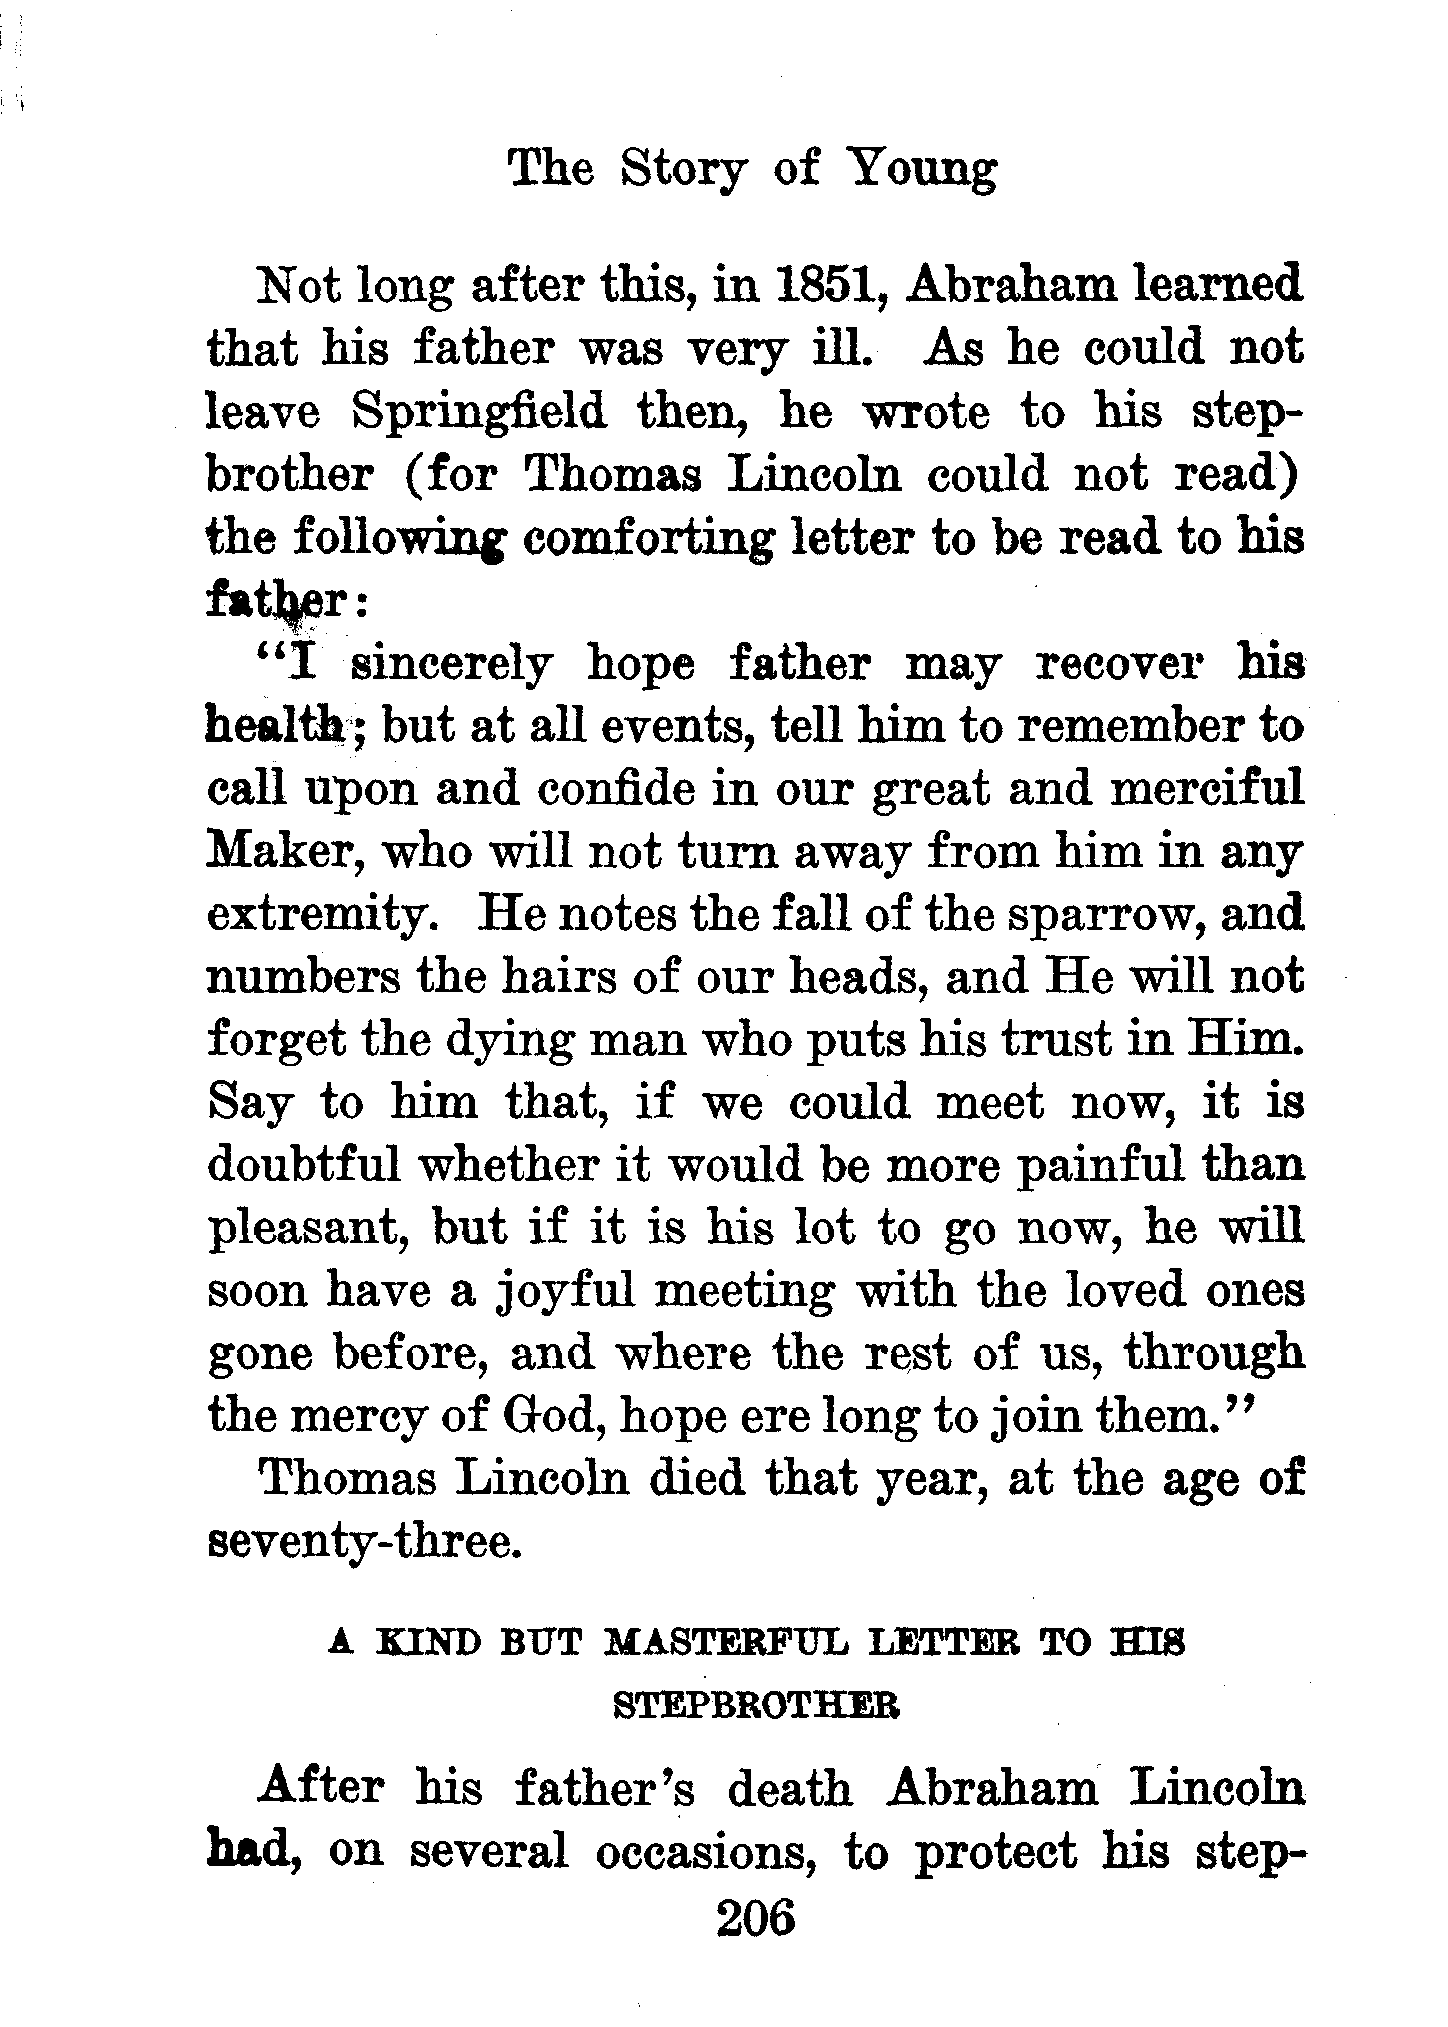 The Story of Young
Not long after this, in 1851, Abraham learned
that his father was very ill. As he could not
leave Springfield then, he wrote to his step-
brother (for Thomas Lincoln could not read)
the following comforting letter to be read to his
father:
“I sincerely hope father may recover his
health; but at all events, tell him to remember to
call upon and confide in our great and merciful
Maker, who will not turn away from him in any
extremity. He notes the fall of the sparrow, and
numbers the hairs of our heads, and He will not
forget the dying man who puts his trust in Him.
Say to him that, if we could meet now, it is
doubtful whether it would be more painful than
pleasant, but if it is his lot to go now, he will
soon have a joyful meeting with the loved ones
gone before, and where the rest of us, through
the mercy of God, hope ere long to join them.”
Thomas Lincoln died that year, at the age of
seventy-three.
A KIND BUT MASTERFUL LETTER TO HIS
STEPBROTHER
After his father’s death Abraham Lincoln
had, on several occasions, to protect his step-
206